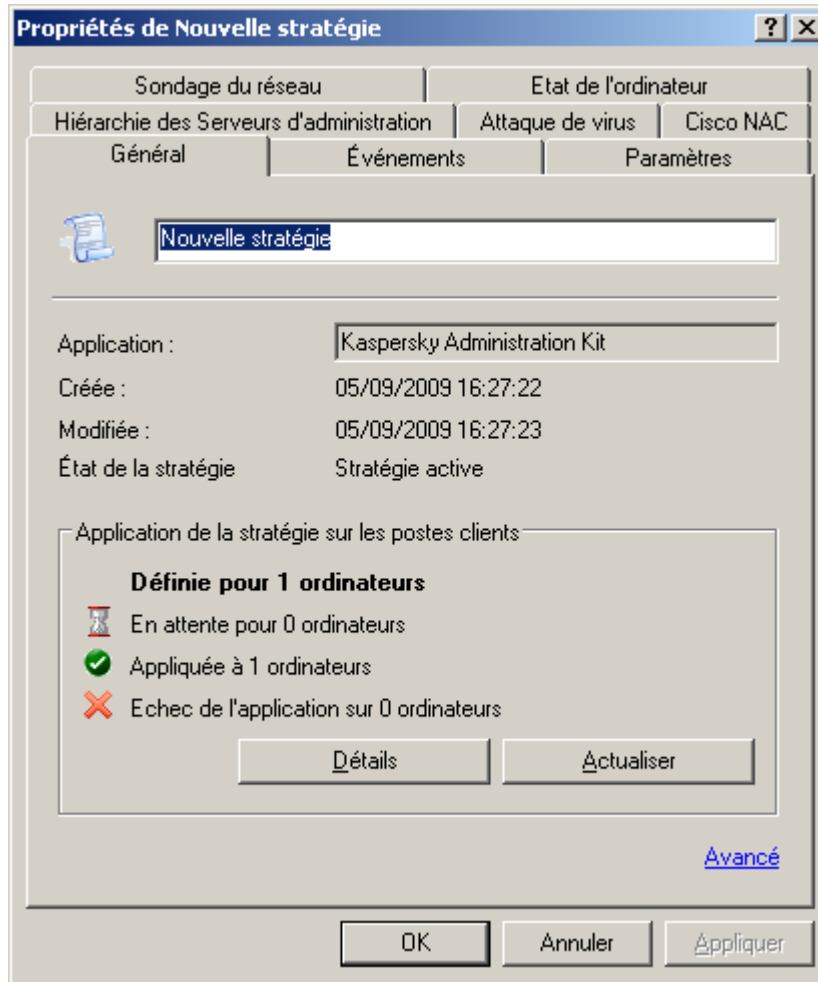 Propriétés de Nouvelle stratégie
Sondage du réseau
Etat de l'ordinateur
Hiérarchie des Serveurs d'administration
Attaque de virus
Cisco NAC
Général
Événements
Paramètres
Nouvelle stratégie
Application :
Kaspersky Administration Kit
Créée :
05/09/2009 16:27:22
Modifiée :
05/09/2009 16:27:23
État de la stratégie
Stratégie active
Application de la stratégie sur les postes clients
Définie pour 1 ordinateurs
En attente pour 0 ordinateurs
Appliquée à 1 ordinateurs
Echec de l'application sur 0 ordinateurs
Détails
Actualiser
Avancé
OK
Annuler
Appliquer